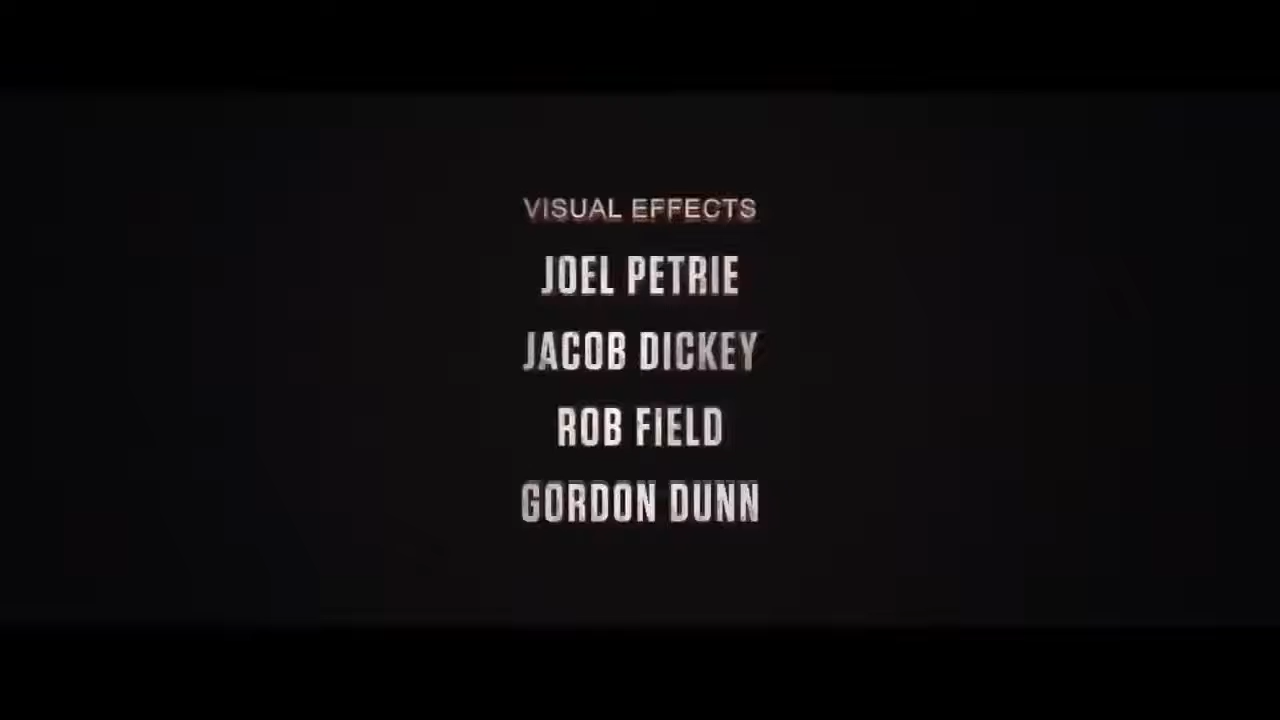 VISUAL EFFECTS
JOEL PETRIE
JACOB DICKEY
ROB FIELD
GORDON DUNN